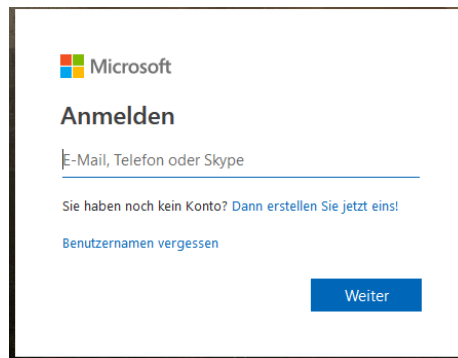 Microsoft
Anmelden
E-Mail, Telefon oder Skype
Sie haben noch kein Konto? Dann erstellen Sie jetzt eins!
Benutzernamen vergessen
Weiter